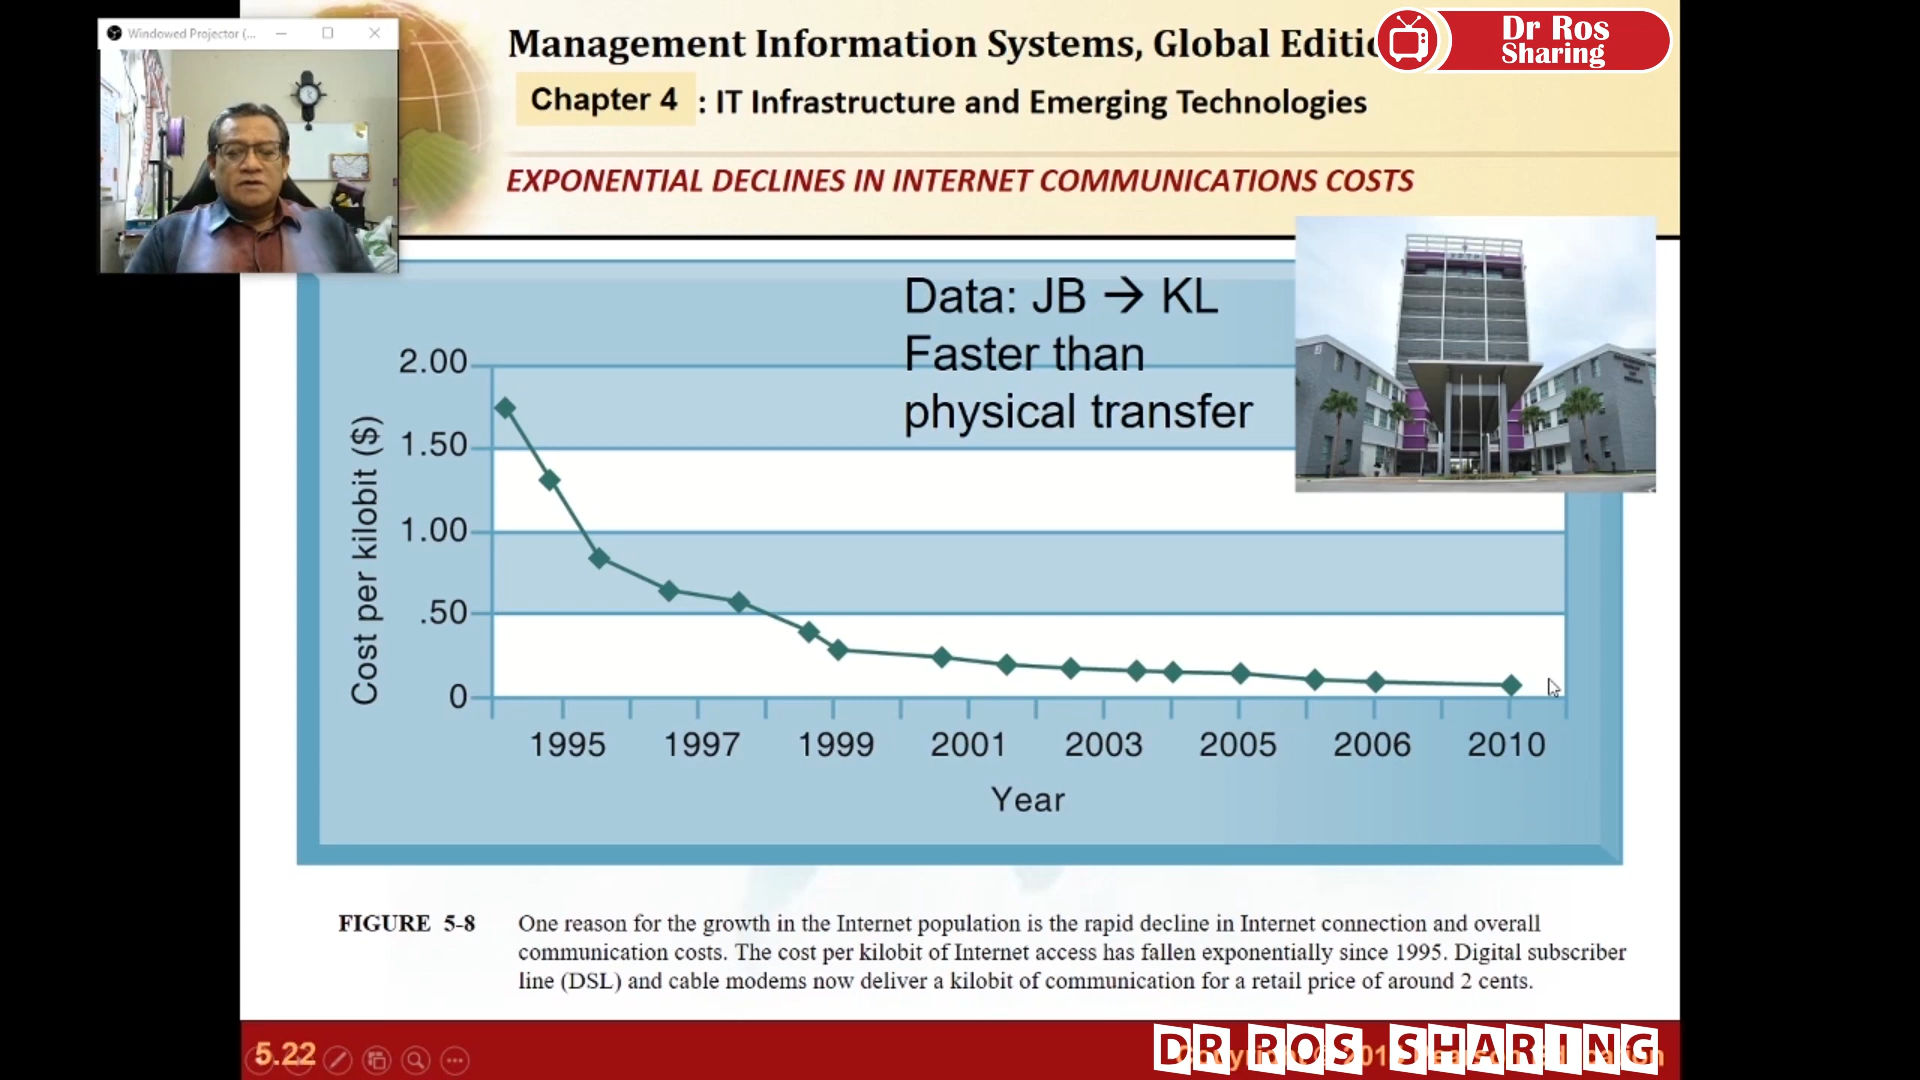 Windowed Projector (...
Management Information Systems, Global Editi
Dr Ros
Sharing
Chapter 4 : IT Infrastructure and Emerging Technologies
EXPONENTIAL DECLINES IN INTERNET COMMUNICATIONS COSTS
Data: JB → KL
Faster than
physical transfer
Cost per kilobit ($)
2.00
1.50
1.00
.50
0
1995 1997 1999 2001 2003 2005 2006 2010
Year
FIGURE 5-8 One reason for the growth in the Internet population is the rapid decline in Internet connection and overall
communication costs. The cost per kilobit of Internet access has fallen exponentially since 1995. Digital subscriber
line (DSL) and cable modems now deliver a kilobit of communication for a retail price of around 2 cents.
5.22
DR ROS SHARING